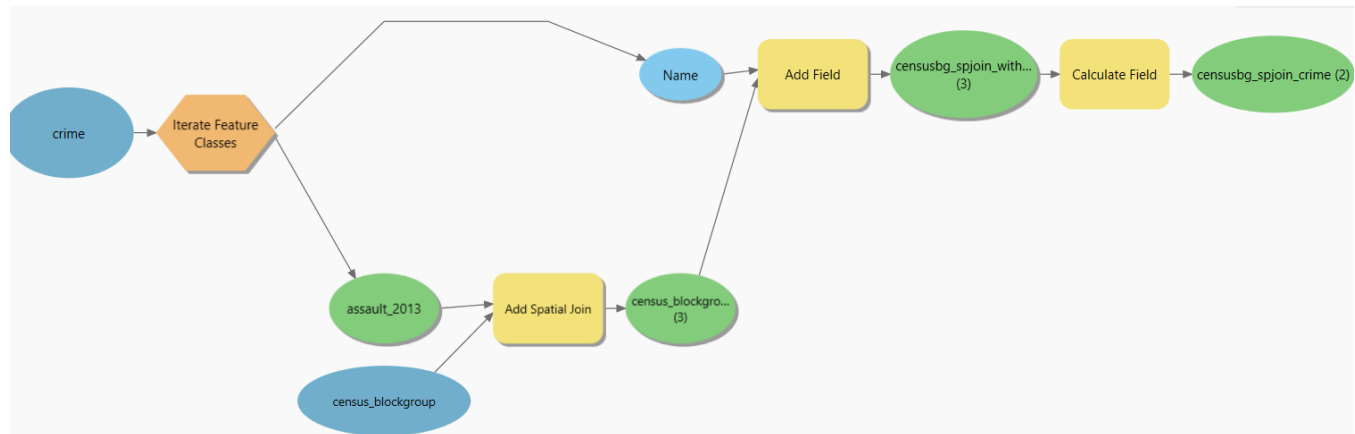 Name
Add Field
censusbg_spjoin_with...
(3)
Calculate Field
censusbg_spjoin_crime (2)
crime
Iterate Feature
Classes
assault_2013
Add Spatial Join
census_blockgro...
(3)
census_blockgroup